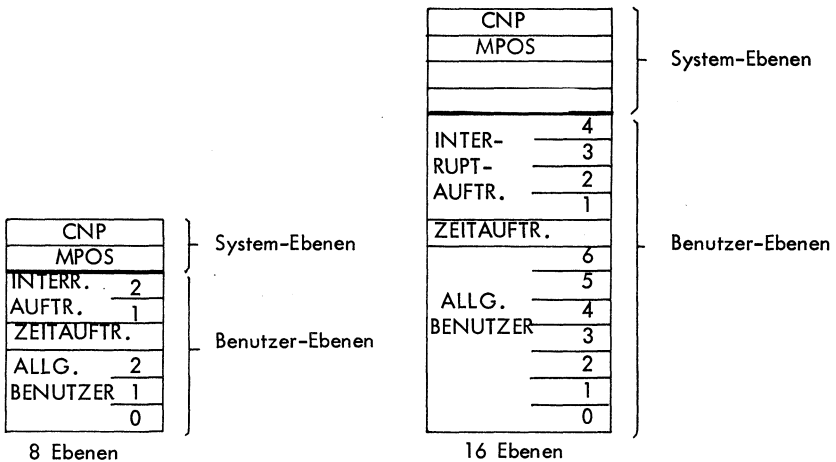 CNP
MPOS
System-Ebenen
INTERR. 2
AUFTR. 1
ZEITAUFTR.
Benutzer-Ebenen
ALLG. 2
BENUTZER 1
0
8 Ebenen
CNP
MPOS
System-Ebenen
4
INTER-
3
RUPT-
2
AUFTR.
1
ZEITAUFTR.
Benutzer-Ebenen
6
5
ALLG.
4
BENUTZER
3
2
1
0
16 Ebenen